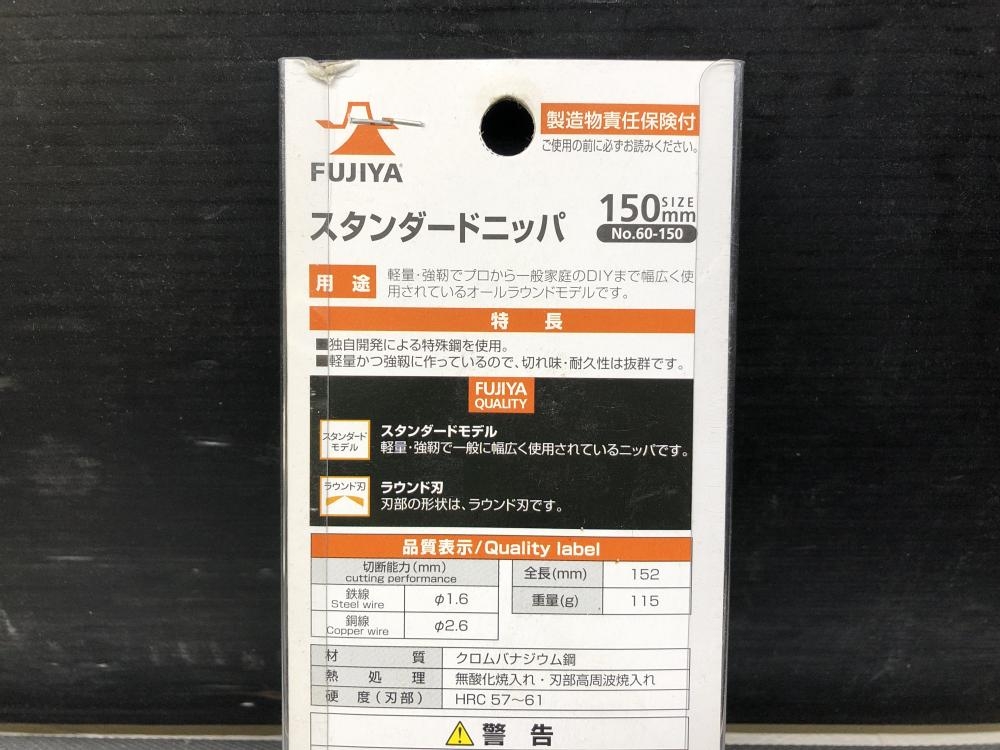 製造物責任保険付
ご使用の前に必ずお読みください。
FUJIYA
スタンダードニッパ
150mm SIZE
No.60-150
用途
軽量・強靭でプロから一般家庭のDIYまで幅広く使
用されているオールラウンドモデルです。
特長
■独自開発による特殊鋼を使用。
■軽量かつ強靭に作っているので、切れ味・耐久性は抜群です。
FUJIYA
QUALITY
スタンダード
モデル
スタンダードモデル
軽量・強靭で一般に幅広く使用されているニッパです。
ラウンド刃
ラウンド刃
刃部の形状は、ラウンド刃です。
品質表示/Quality label
切断能力(mm)
cutting performance
鉄線
Steel wire
φ1.6
銅線
Copper wire
φ2.6
全長(mm) 152
重量(g) 115
材質 クロムバナジウム鋼
熱処理 無酸化焼入れ・刃部高周波焼入れ
硬度(刃部) HRC 57〜61
警告